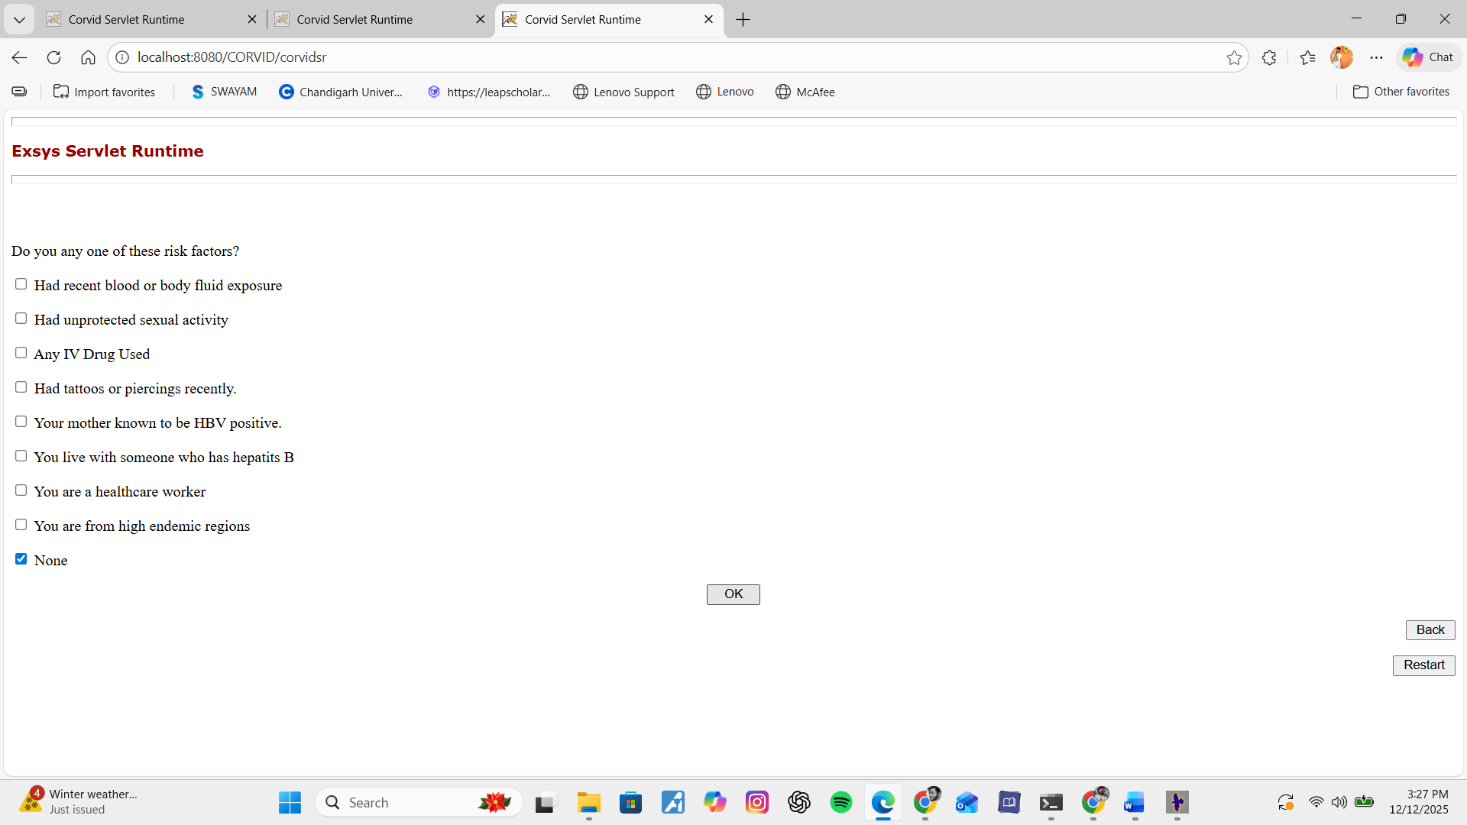 Corvid Servlet Runtime
Corvid Servlet Runtime
Corvid Servlet Runtime
localhost:8080/CORVID/corvidsr
Chat
Import favorites
SWAYAM
Chandigarh Univer...
https://leapscholar...
Lenovo Support
Lenovo
McAfee
Other favorites
Exsys Servlet Runtime
Do you any one of these risk factors?
Had recent blood or body fluid exposure
Had unprotected sexual activity
Any IV Drug Used
Had tattoos or piercings recently.
Your mother known to be HBV positive.
You live with someone who has hepatits B
You are a healthcare worker
You are from high endemic regions
None
OK
Back
Restart
4
Winter weather...
Just issued
Search
3:27 PM
12/12/2025